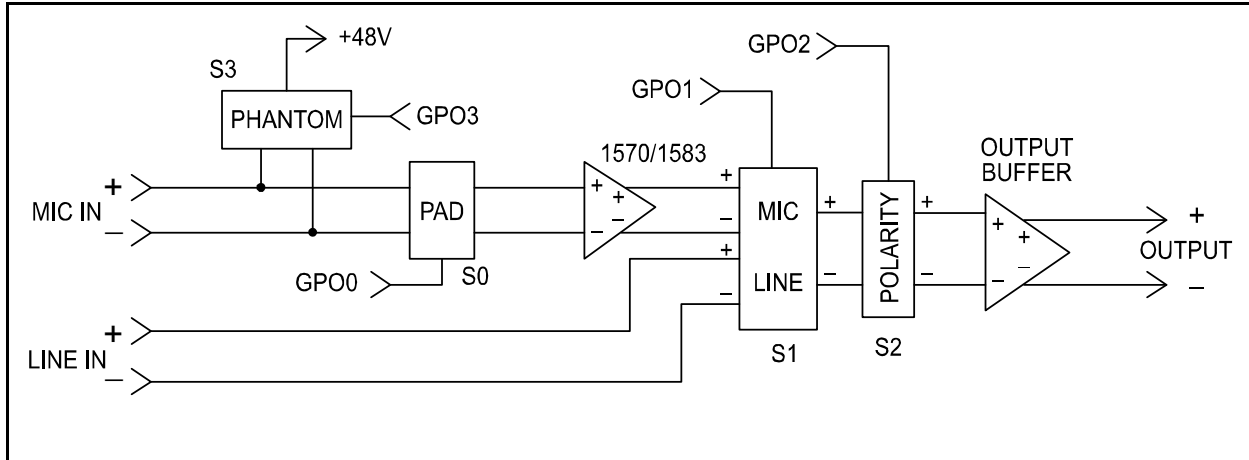 +48V
S3
PHANTOM
GPO3
GPO2
GPO1
1570/1583
OUTPUT
BUFFER
MIC IN
+
−
PAD
GPO0
S0
+
−
+
−
+
−
+
−
MIC
LINE
S1
+
−
POLARITY
S2
+
−
+
−
+
−
+
OUTPUT
−
LINE IN
+
−